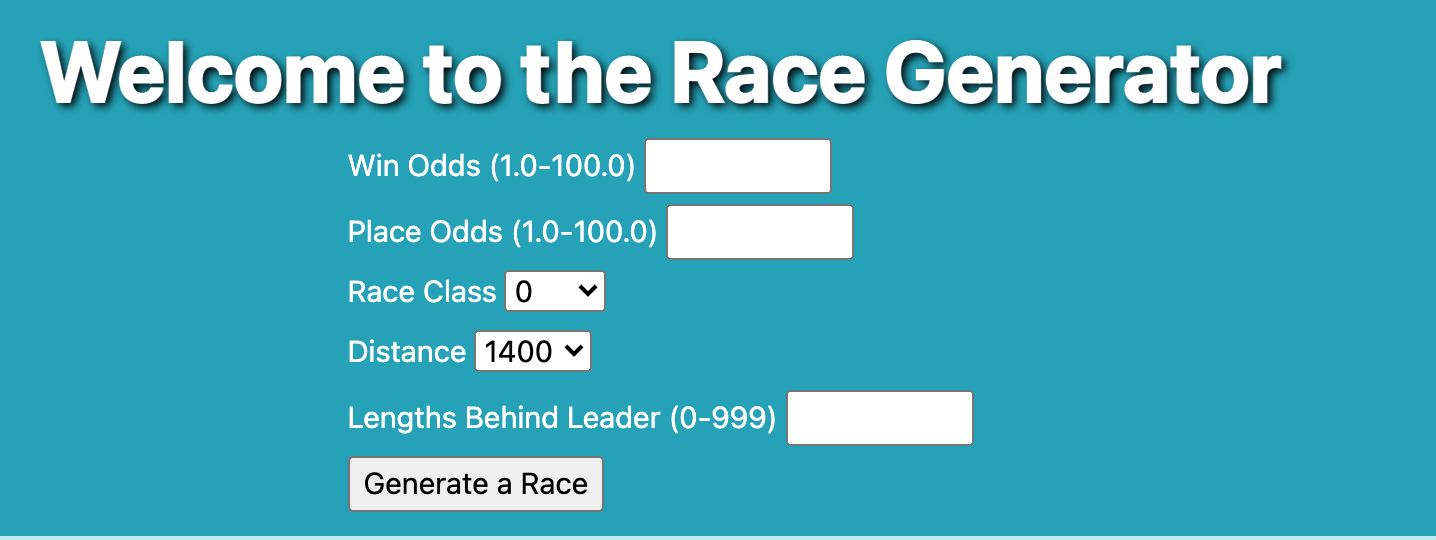 Welcome to the Race Generator
Win Odds (1.0-100.0)
Place Odds (1.0-100.0)
Race Class 0
Distance 1400
Lengths Behind Leader (0-999)
Generate a Race